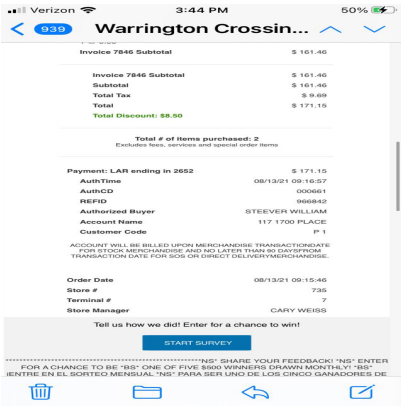 Verizon 3:44 PM 50%
939 Warrington Crossin...
Invoice 7846 Subtotal $ 161.46
Invoice 7846 Subtotal $ 161.46
Subtotal $ 161.46
Total Tax $ 9.69
Total $ 171.15
Total Discount: $8.50
Total # of items purchased: 2
Excludes fees, services and special order items
Payment: LAR ending in 2652 $ 171.15
AuthTime 08/13/21 09:16:57
AuthCD 000661
REFID 966842
Authorized Buyer STEEVER WILLIAM
Account Name 117 1700 PLACE
Customer Code P 1
ACCOUNT WILL BE BILLED UPON MERCHANDISE TRANSACTIONDATE
FOR STOCK MERCHANDISE AND NO LATER THAN 90 DAYSFROM
TRANSACTION DATE FOR SOS OR DIRECT DELIVERYMERCHANDISE.
Order Date 08/13/21 09:15:46
Store # 735
Terminal # 7
Store Manager CARY WEISS
Tell us how we did! Enter for a chance to win!
START SURVEY
*NS* SHARE YOUR FEEDBACK! *NS* ENTER
FOR A CHANCE TO BE *BS* ONE OF FIVE $500 WINNERS DRAWN MONTHLY! *BS*
¡ENTRE EN EL SORTEO MENSUAL *NS* PARA SER UNO DE LOS CINCO GANADORES DE